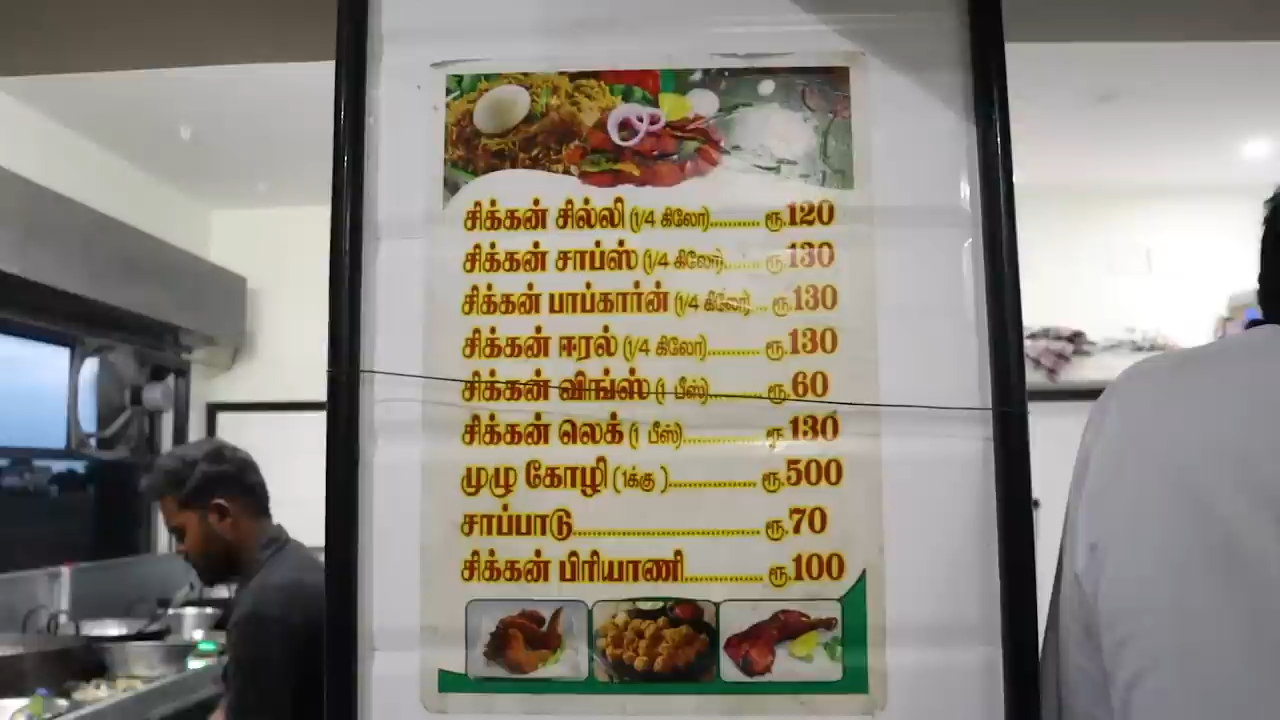 சிக்கன் சில்லி (1/4 கிலோ)........... ரூ.120
சிக்கன் சாப்ஸ் (1/4 கிலோ)....... ரூ.130
சிக்கன் பாப்கார்ன் (1/4 கிலோ).... ரூ.130
சிக்கன் ஈரல் (1/4 கிலோ)........... ரூ.130
சிக்கன் விங்ஸ் (1 பீஸ்)........... ரூ.60
சிக்கன் லெக் (1 பீஸ்)................ ரூ.130
முழு கோழி (1க்கு )................... ரூ.500
சாப்பாடு........................................ ரூ.70
சிக்கன் பிரியாணி................ ரூ.100